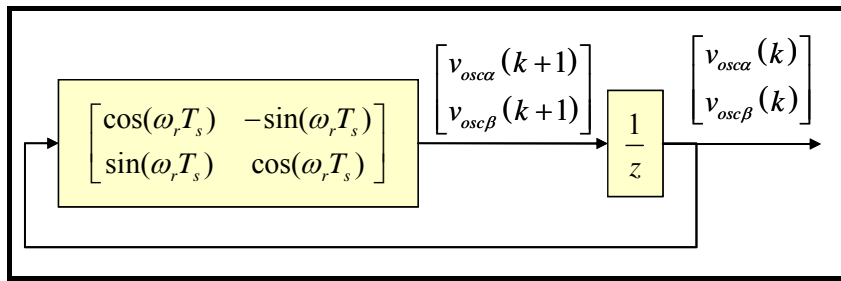 [cos(ω_r T_s) −sin(ω_r T_s)]
[sin(ω_r T_s) cos(ω_r T_s)]
[v_oscα (k+1)]
[v_oscβ (k+1)]
1
z
[v_oscα (k)]
[v_oscβ (k)]